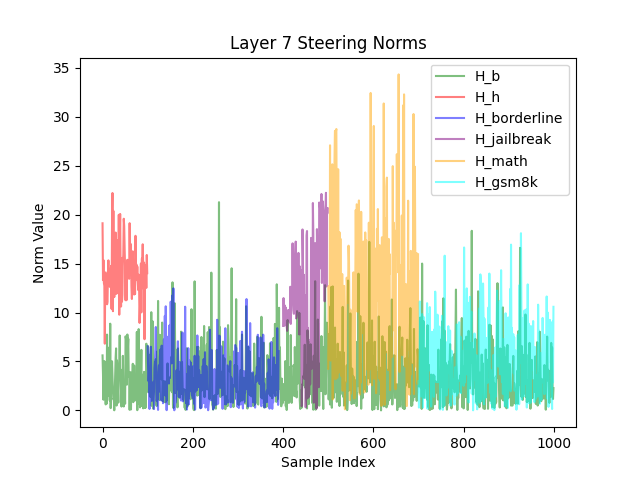 Layer 7 Steering Norms
H_b
H_h
H_borderline
H_jailbreak
H_math
H_gsm8k
35
30
25
20
15
10
5
0
Norm Value
0
200
400
600
800
1000
Sample Index